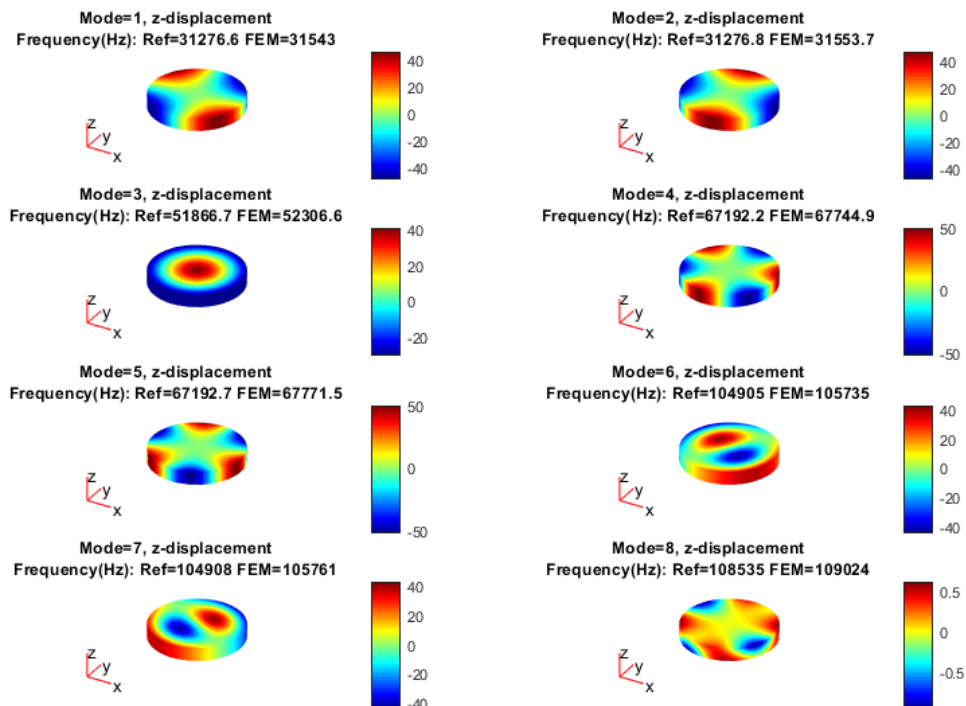 Mode=1, z-displacement
Frequency(Hz): Ref=31276.6 FEM=31543
40
20
0
-20
-40
z
y
x
Mode=2, z-displacement
Frequency(Hz): Ref=31276.8 FEM=31553.7
40
20
0
-20
-40
z
y
x
Mode=3, z-displacement
Frequency(Hz): Ref=51866.7 FEM=52306.6
40
20
0
-20
z
y
x
Mode=4, z-displacement
Frequency(Hz): Ref=67192.2 FEM=67744.9
50
0
-50
z
y
x
Mode=5, z-displacement
Frequency(Hz): Ref=67192.7 FEM=67771.5
50
0
-50
z
y
x
Mode=6, z-displacement
Frequency(Hz): Ref=104905 FEM=105735
40
20
0
-20
-40
z
y
x
Mode=7, z-displacement
Frequency(Hz): Ref=104908 FEM=105761
40
20
0
-20
-40
z
y
x
Mode=8, z-displacement
Frequency(Hz): Ref=108535 FEM=109024
0.5
0
-0.5
z
y
x